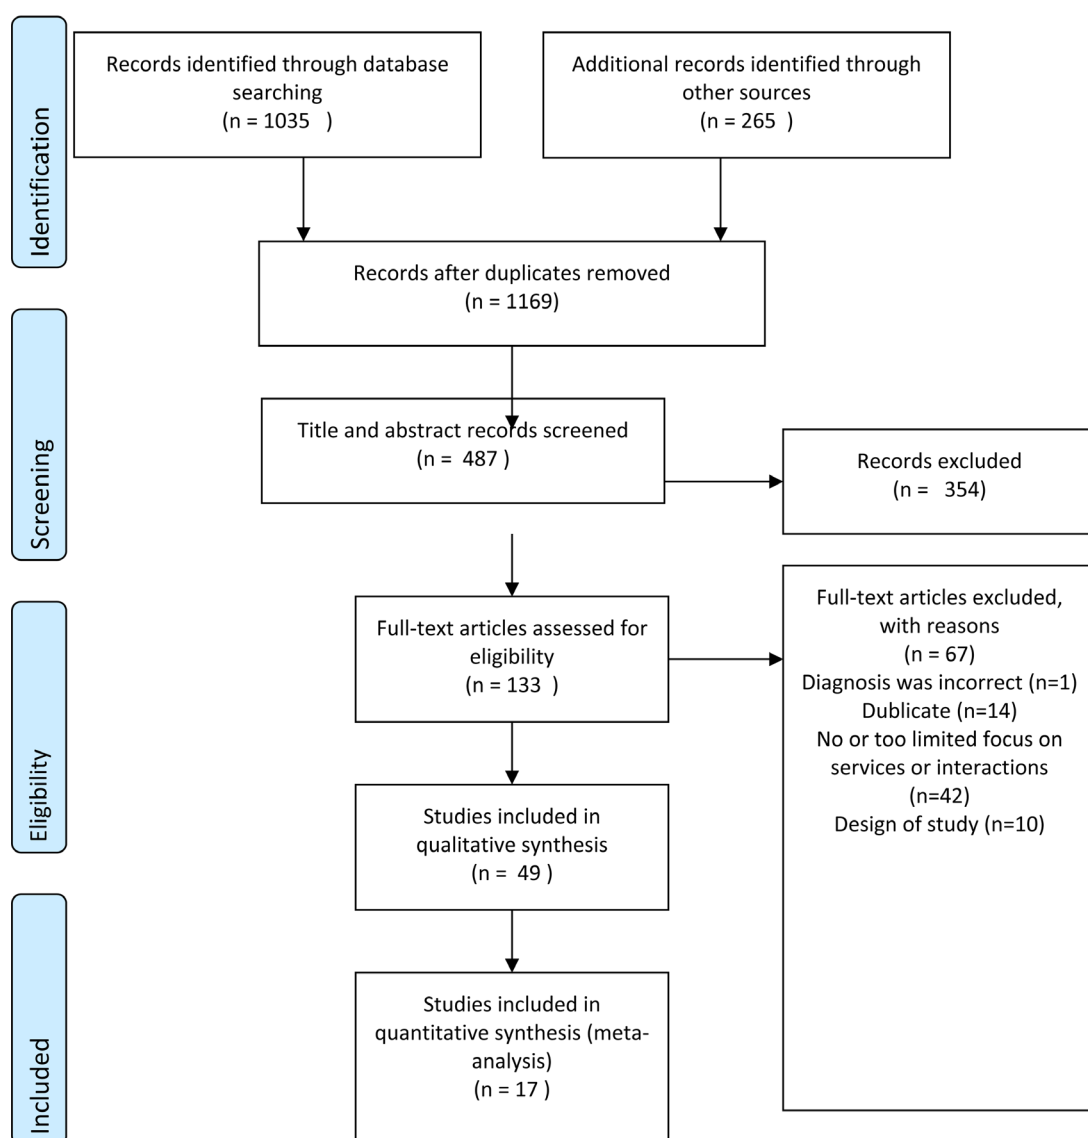 Identification
Records identified through database
searching
(n = 1035   )
Additional records identified through
other sources
(n = 265  )
Records after duplicates removed
(n = 1169)
Screening
Title and abstract records screened
(n =  487 )
Records excluded
(n =   354)
Eligibility
Full-text articles assessed for
eligibility
(n = 133  )
Full-text articles excluded,
with reasons
(n = 67)
Diagnosis was incorrect (n=1)
Dublicate (n=14)
No or too limited focus on
services or interactions
(n=42)
Design of study (n=10)
Studies included in
qualitative synthesis
(n =  49 )
Included
Studies included in
quantitative synthesis (meta-
analysis)
(n = 17 )